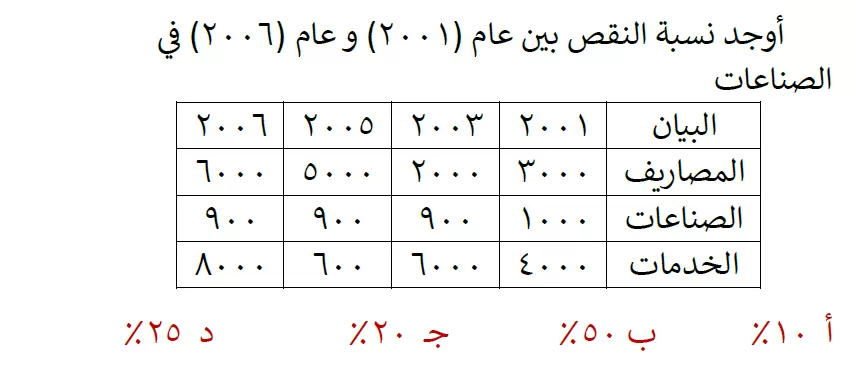 أوجد نسبة النقص بين عام (٢٠٠١) و عام (٢٠٠٦) في
الصناعات
البيان ٢٠٠١ ٢٠٠٣ ٢٠٠٥ ٢٠٠٦
المصاريف ٣٠٠٠ ٢٠٠٠ ٥٠٠٠ ٦٠٠٠
الصناعات ١٠٠٠ ٩٠٠ ٩٠٠ ٩٠٠
الخدمات ٤٠٠٠ ٦٠٠٠ ٦٠٠ ٨٠٠٠
أ ١٠٪ ب ٥٠٪ جـ ٢٠٪ د ٢٥٪